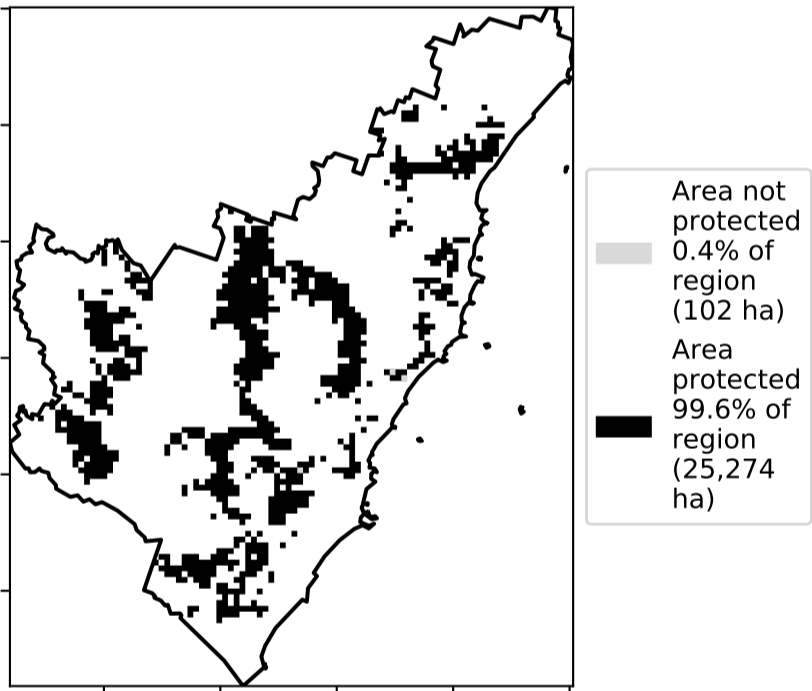 Area not
protected
0.4% of
region
(102 ha)
Area
protected
99.6% of
region
(25,274
ha)